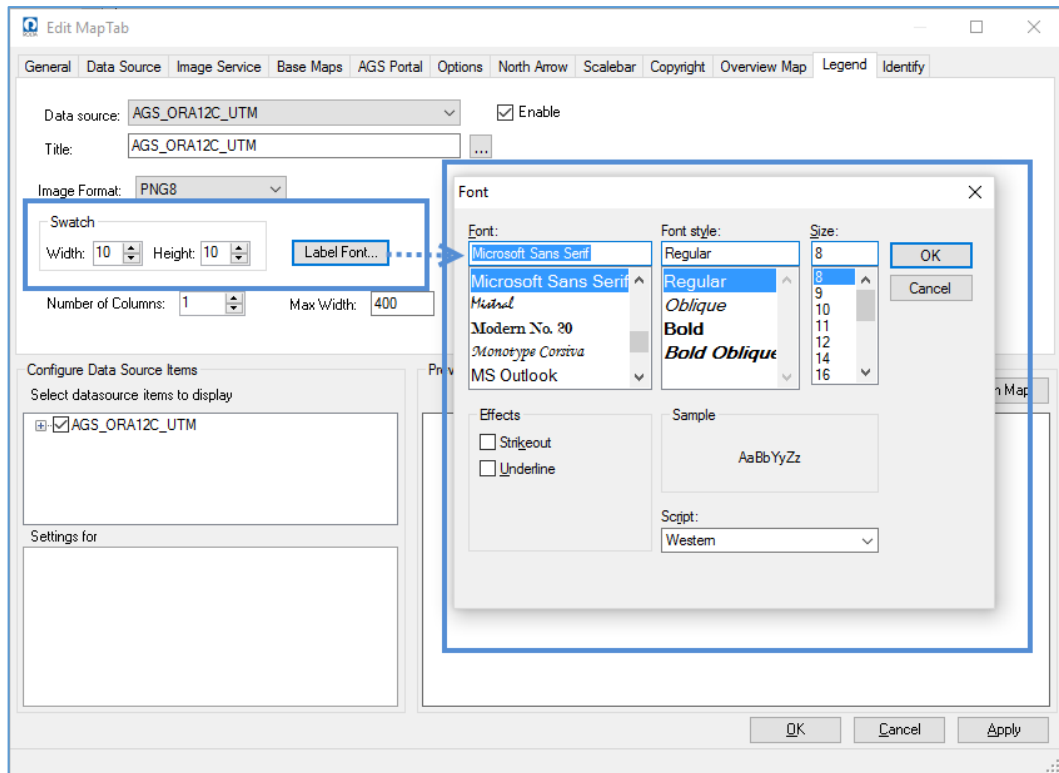 Edit MapTab
General Data Source Image Service Base Maps AGS Portal Options North Arrow Scalebar Copyright Overview Map Legend Identify
Data source: AGS_ORA12C_UTM Enable
Title: AGS_ORA12C_UTM ...
Image Format: PNG8
Swatch
Width: 10 Height: 10 Label Font...
Number of Columns: 1 Max Width: 400
Configure Data Source Items
Select datasource items to display
AGS_ORA12C_UTM
Settings for
Font
Font: Font style: Size:
Microsoft Sans Serif Regular 8
Microsoft Sans Serif Regular 8
Mistral Oblique 9
Modern No. 20 Bold 10
Monotype Corsiva Bold Oblique 11
MS Outlook 12
14
16
OK
Cancel
Effects
Strikeout
Underline
Sample
AaBbYyZz
Script:
Western
Map
OK Cancel Apply